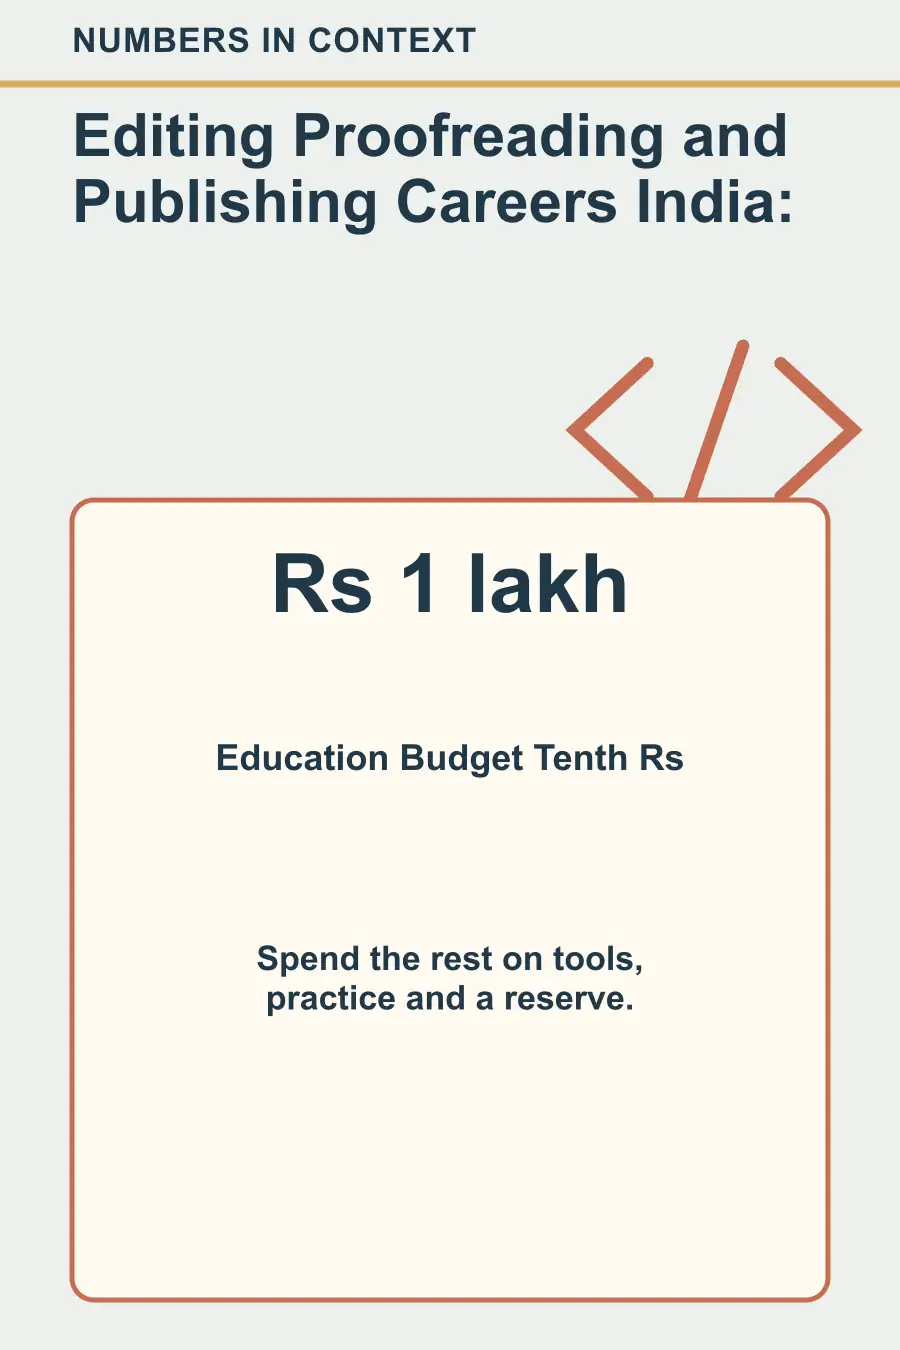 NUMBERS IN CONTEXT
Editing Proofreading and
Publishing Careers India:
</>
Rs 1 lakh
Education Budget Tenth Rs
Spend the rest on tools,
practice and a reserve.